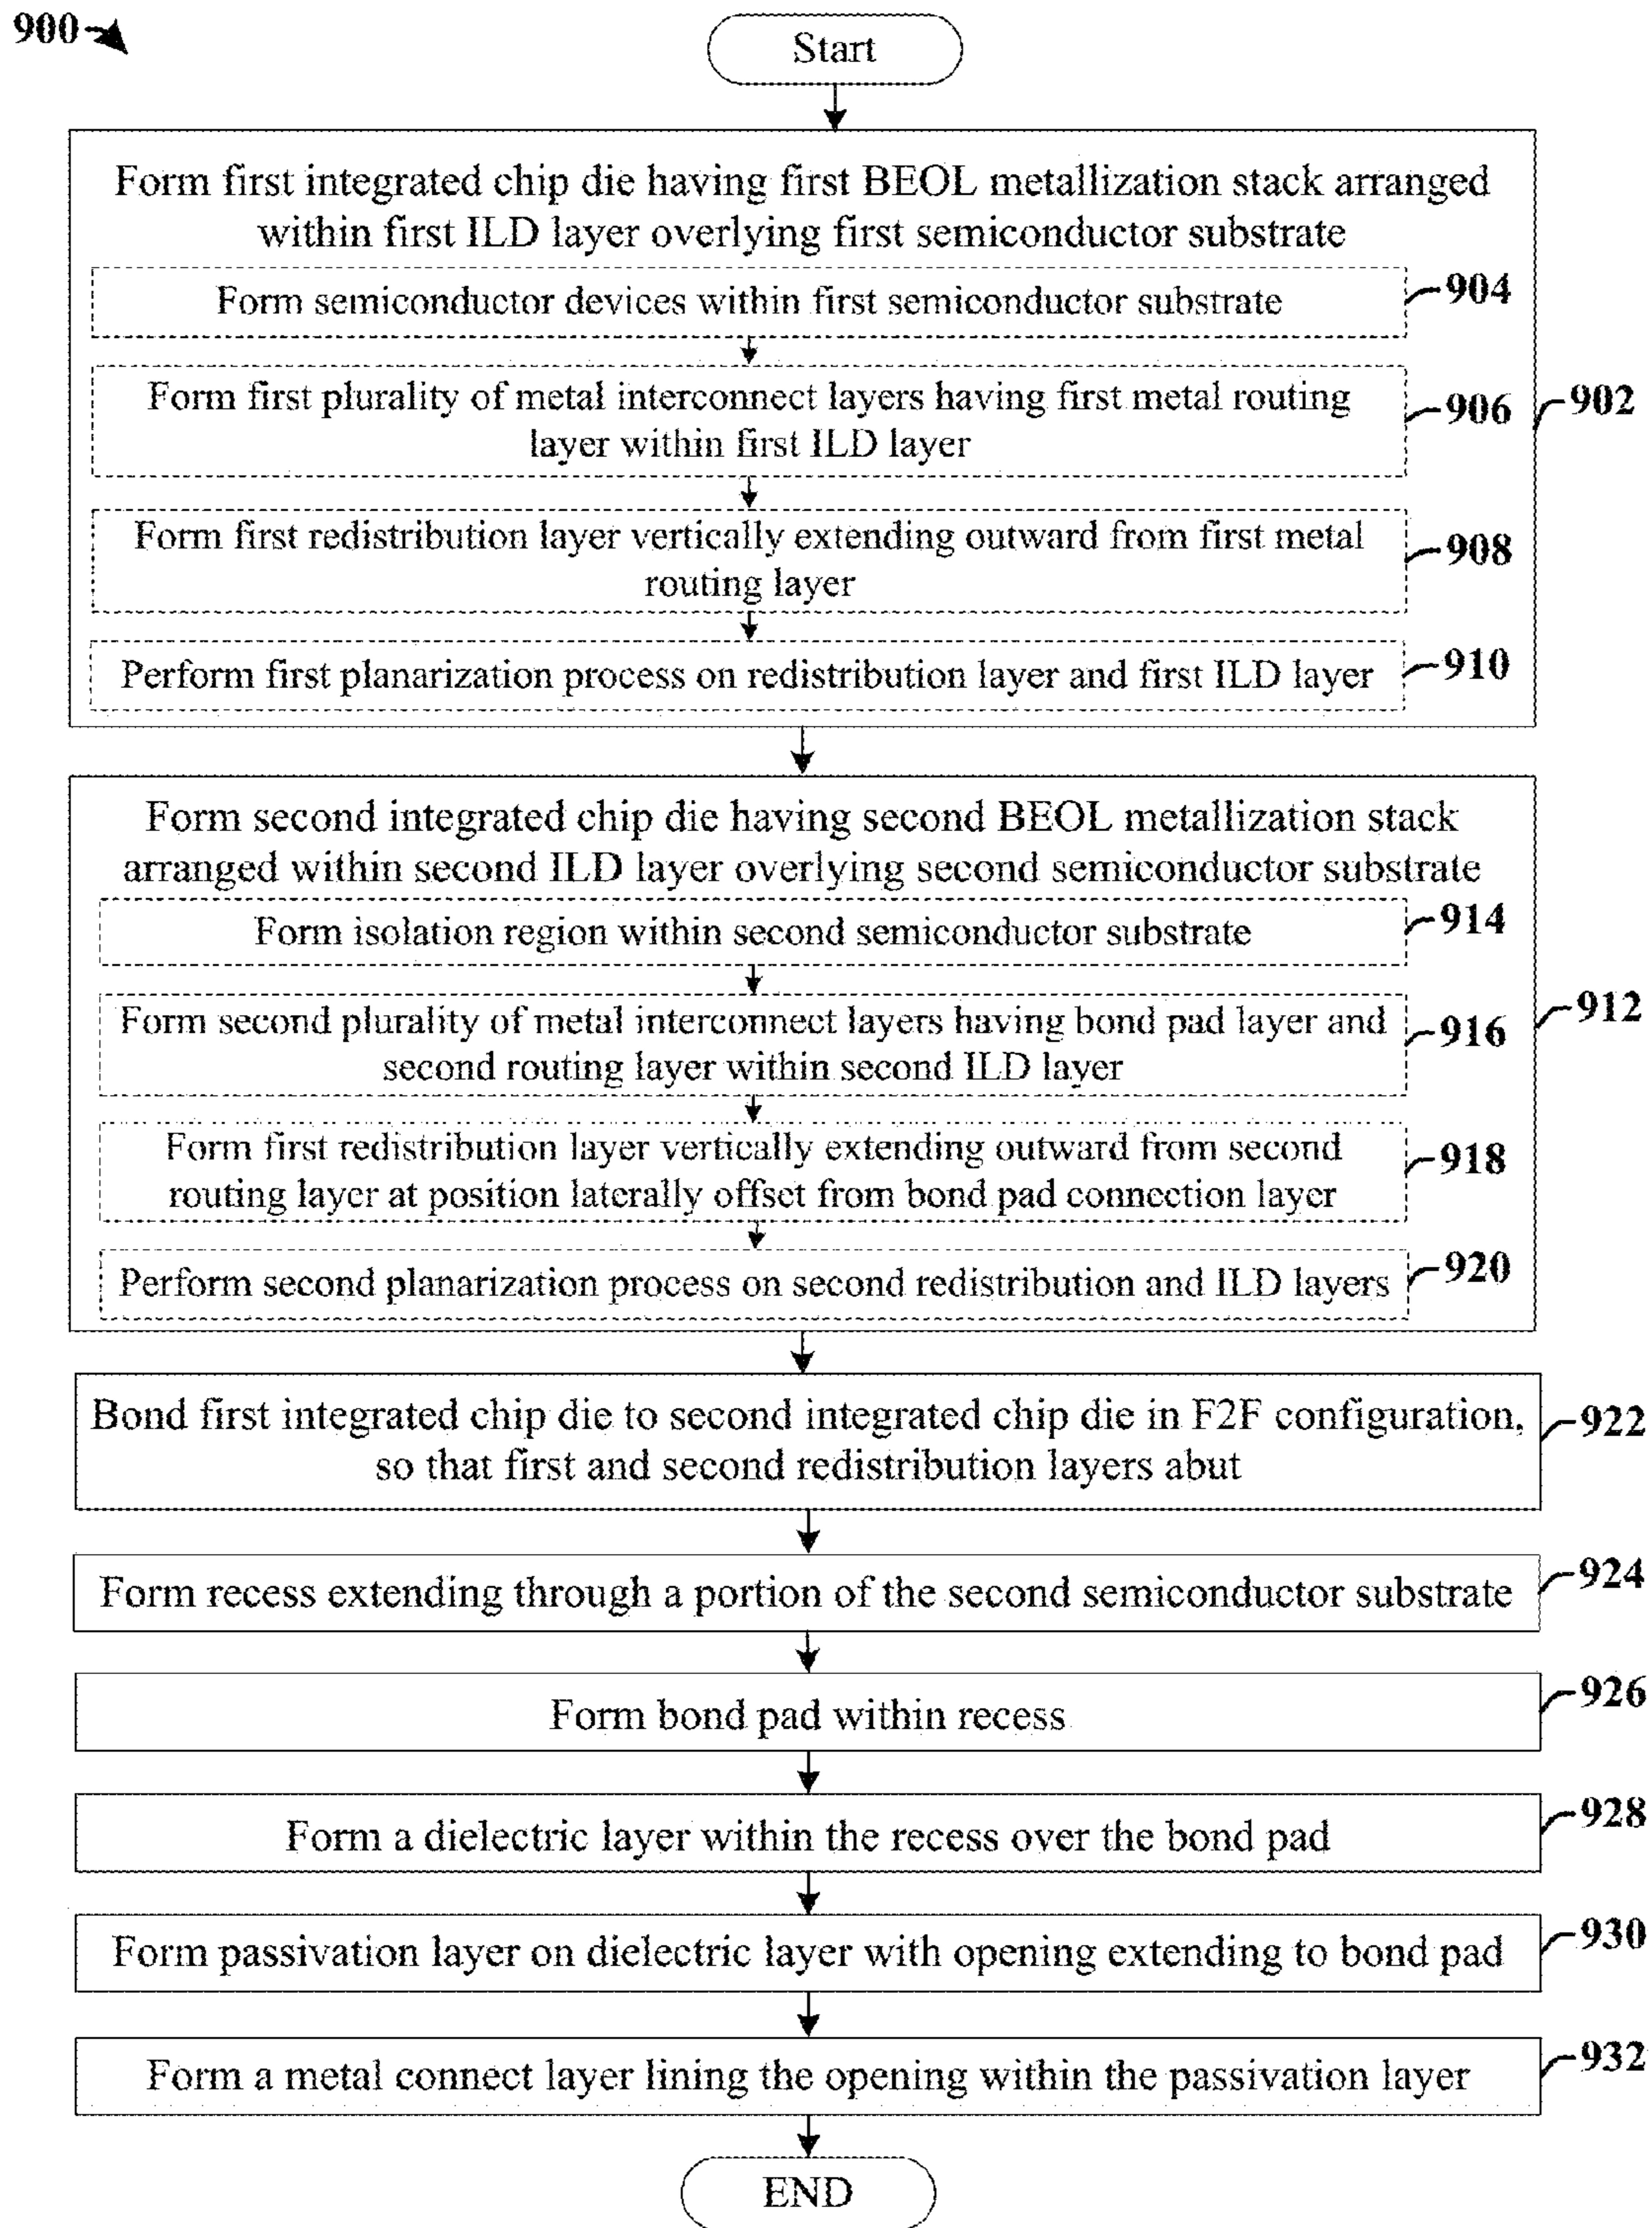 900
Start
Form first integrated chip die having first BEOL metallization stack arranged
within first ILD layer overlying first semiconductor substrate
Form semiconductor devices within first semiconductor substrate
904
Form first plurality of metal interconnect layers having first metal routing
layer within first ILD layer
906
902
Form first redistribution layer vertically extending outward from first metal
routing layer
908
Perform first planarization process on redistribution layer and first ILD layer
910
Form second integrated chip die having second BEOL metallization stack
arranged within second ILD layer overlying second semiconductor substrate
Form isolation region within second semiconductor substrate
914
Form second plurality of metal interconnect layers having bond pad layer and
second routing layer within second ILD layer
916
912
Form first redistribution layer vertically extending outward from second
routing layer at position laterally offset from bond pad connection layer
918
Perform second planarization process on second redistribution and ILD layers
920
Bond first integrated chip die to second integrated chip die in F2F configuration,
so that first and second redistribution layers abut
922
Form recess extending through a portion of the second semiconductor substrate
924
Form bond pad within recess
926
Form a dielectric layer within the recess over the bond pad
928
Form passivation layer on dielectric layer with opening extending to bond pad
930
Form a metal connect layer lining the opening within the passivation layer
932
END